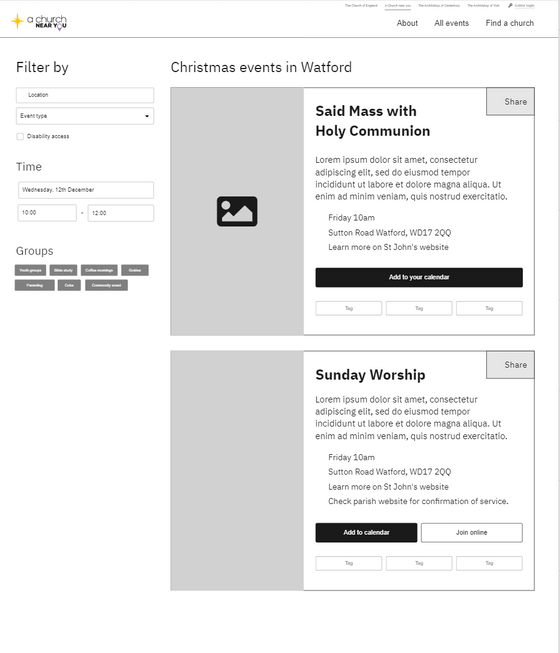 The Church of England A Church Near You The Archbishop of Canterbury The Archbishop of York
a church
NEAR YOU
About All events Find a church
Filter by
Location
Event type
Disability access
Time
Wednesday, 12th December
10:00 - 12:00
Groups
Youth groups Bible study Coffee mornings Guides
Parenting Cubs Community event
Christmas events in Watford
Share
Said Mass with
Holy Communion
Lorem ipsum dolor sit amet, consectetur
adipiscing elit, sed do eiusmod tempor
incididunt ut labore et dolore magna aliqua. Ut
enim ad minim veniam, quis nostrud exercitatio.
Friday 10am
Sutton Road Watford, WD17 2QQ
Learn more on St John's website
Add to your calendar
Tag Tag Tag
Share
Sunday Worship
Lorem ipsum dolor sit amet, consectetur
adipiscing elit, sed do eiusmod tempor
incididunt ut labore et dolore magna aliqua. Ut
enim ad minim veniam, quis nostrud exercitatio.
Friday 10am
Sutton Road Watford, WD17 2QQ
Learn more on St John's website
Check parish website for confirmation of service.
Add to calendar Join online
Tag Tag Tag